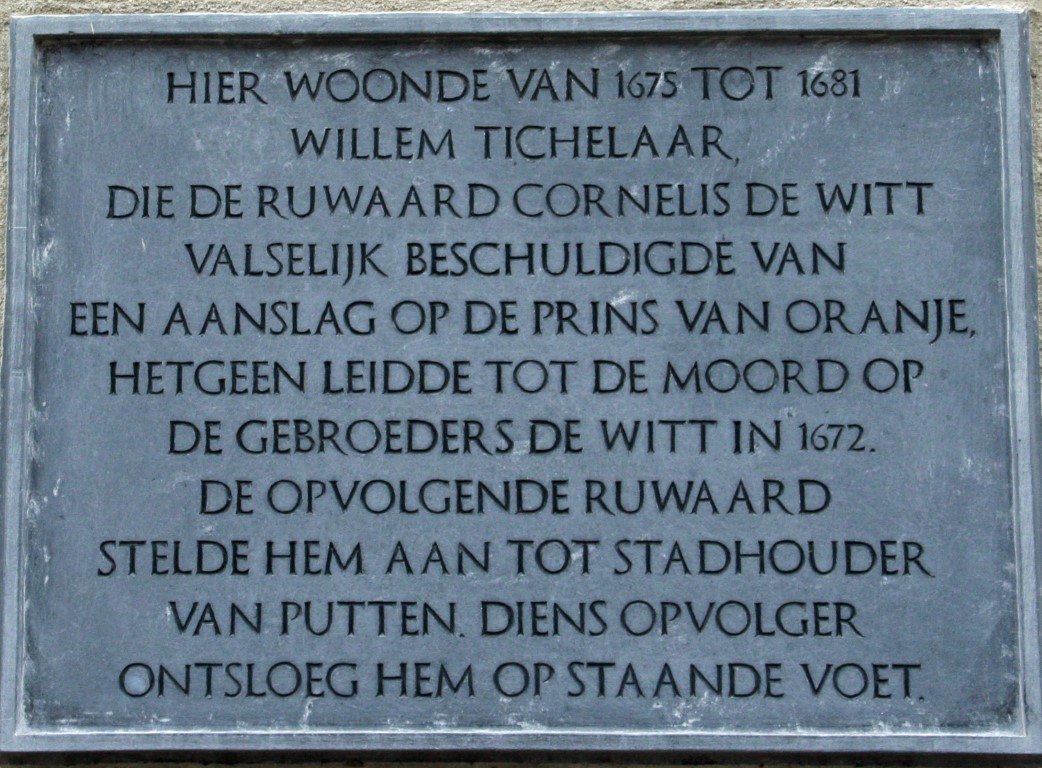 HIER WOONDE VAN 1675 TOT 1681
WILLEM TICHELAAR,
DIE DE RUWAARD CORNELIS DE WITT
VALSELIJK BESCHULDIGDE VAN
EEN AANSLAG OP DE PRINS VAN ORANJE,
HETGEEN LEIDDE TOT DE MOORD OP
DE GEBROEDERS DE WITT IN 1672.
DE OPVOLGENDE RUWAARD
STELDE HEM AAN TOT STADHOUDER
VAN PUTTEN. DIENS OPVOLGER
ONTSLOEG HEM OP STAANDE VOET.